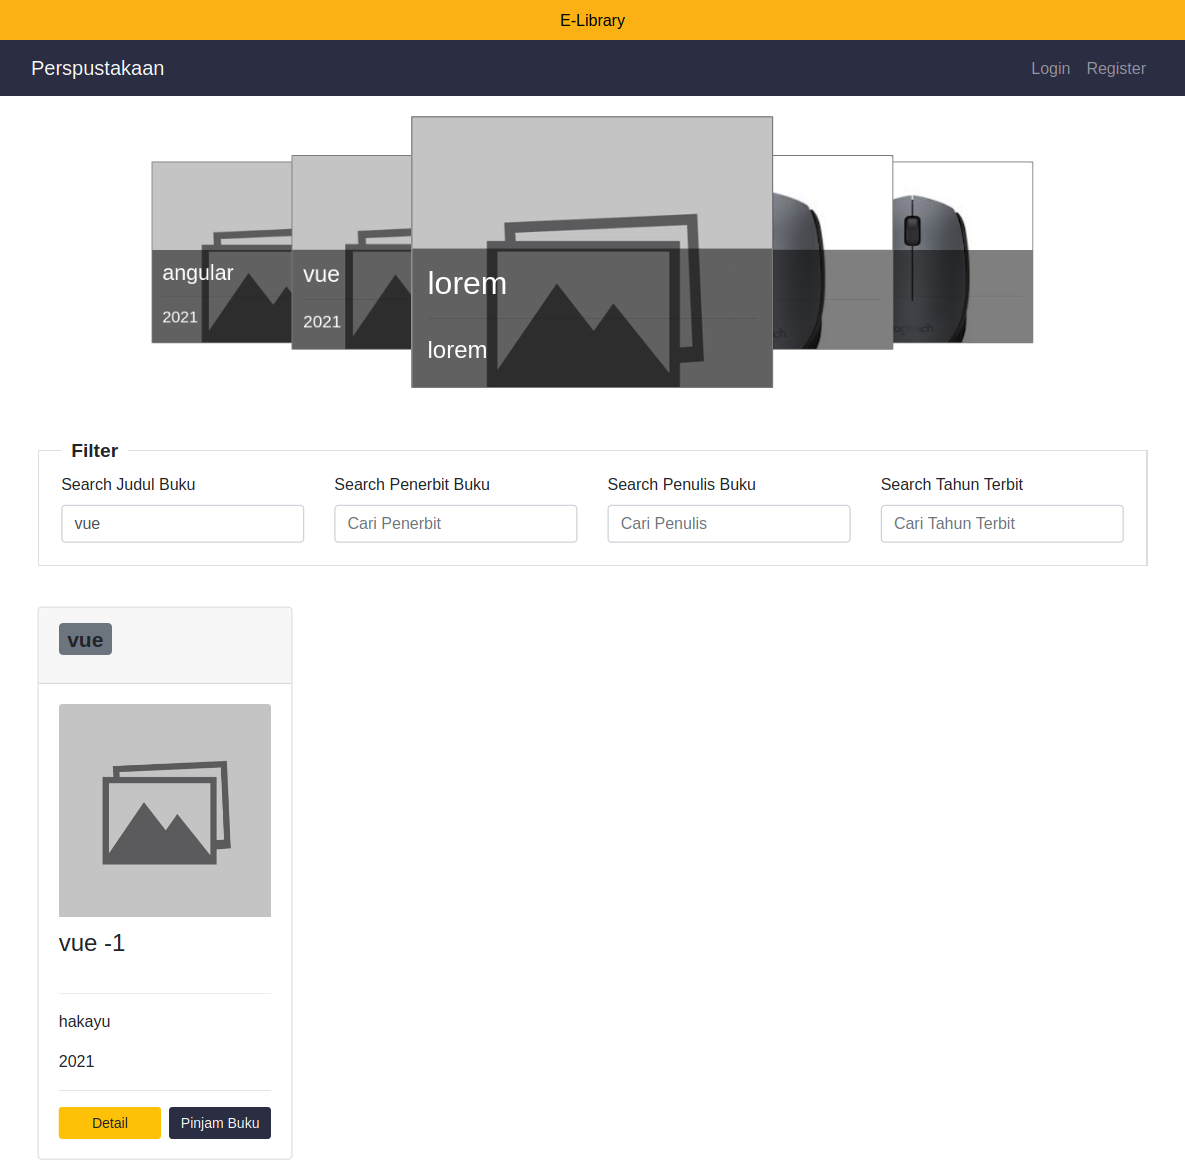 E-Library
Perspustakaan
Login Register
angular
2021
vue
2021
lorem
lorem
Filter
Search Judul Buku
vue
Search Penerbit Buku
Cari Penerbit
Search Penulis Buku
Cari Penulis
Search Tahun Terbit
Cari Tahun Terbit
vue
vue -1
hakayu
2021
Detail
Pinjam Buku